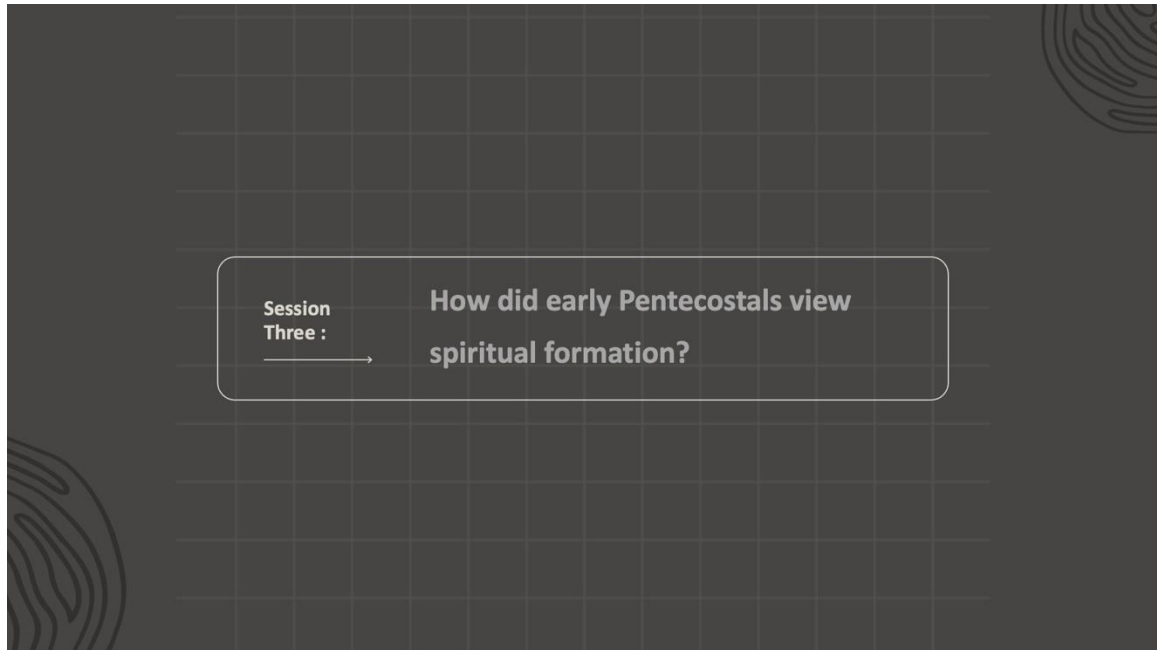 Session
Three :
How did early Pentecostals view
spiritual formation?